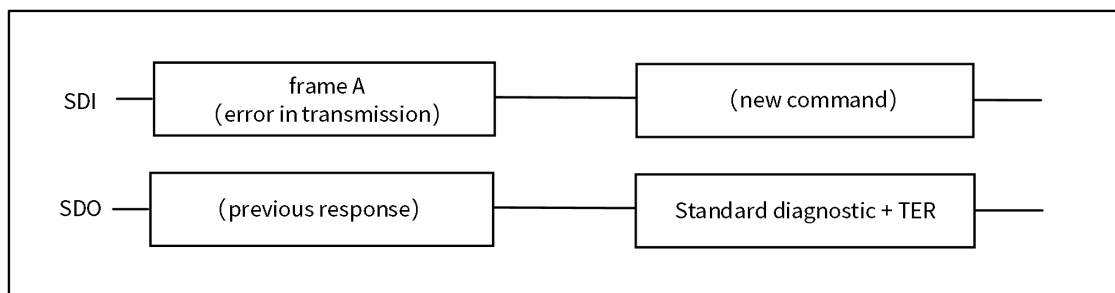 SDI
frame A
（error in transmission）
（new command）
SDO
（previous response）
Standard diagnostic + TER